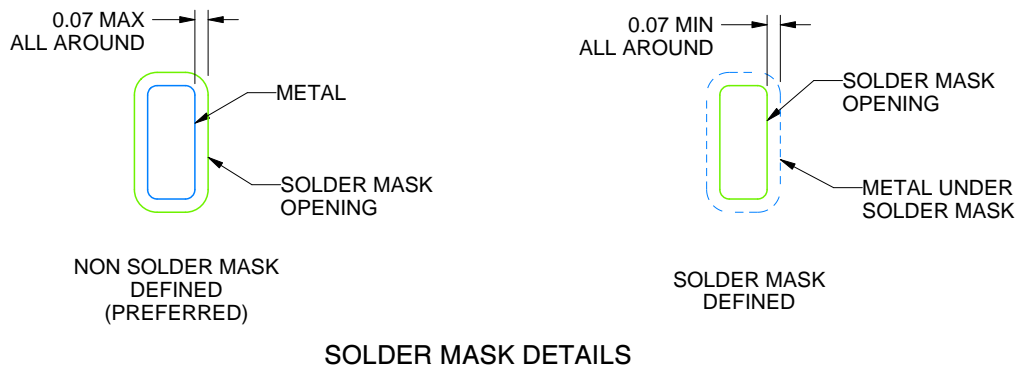 0.07 MAX
ALL AROUND
METAL
SOLDER MASK
OPENING
NON SOLDER MASK
DEFINED
(PREFERRED)
0.07 MIN
ALL AROUND
SOLDER MASK
OPENING
METAL UNDER
SOLDER MASK
SOLDER MASK
DEFINED
SOLDER MASK DETAILS